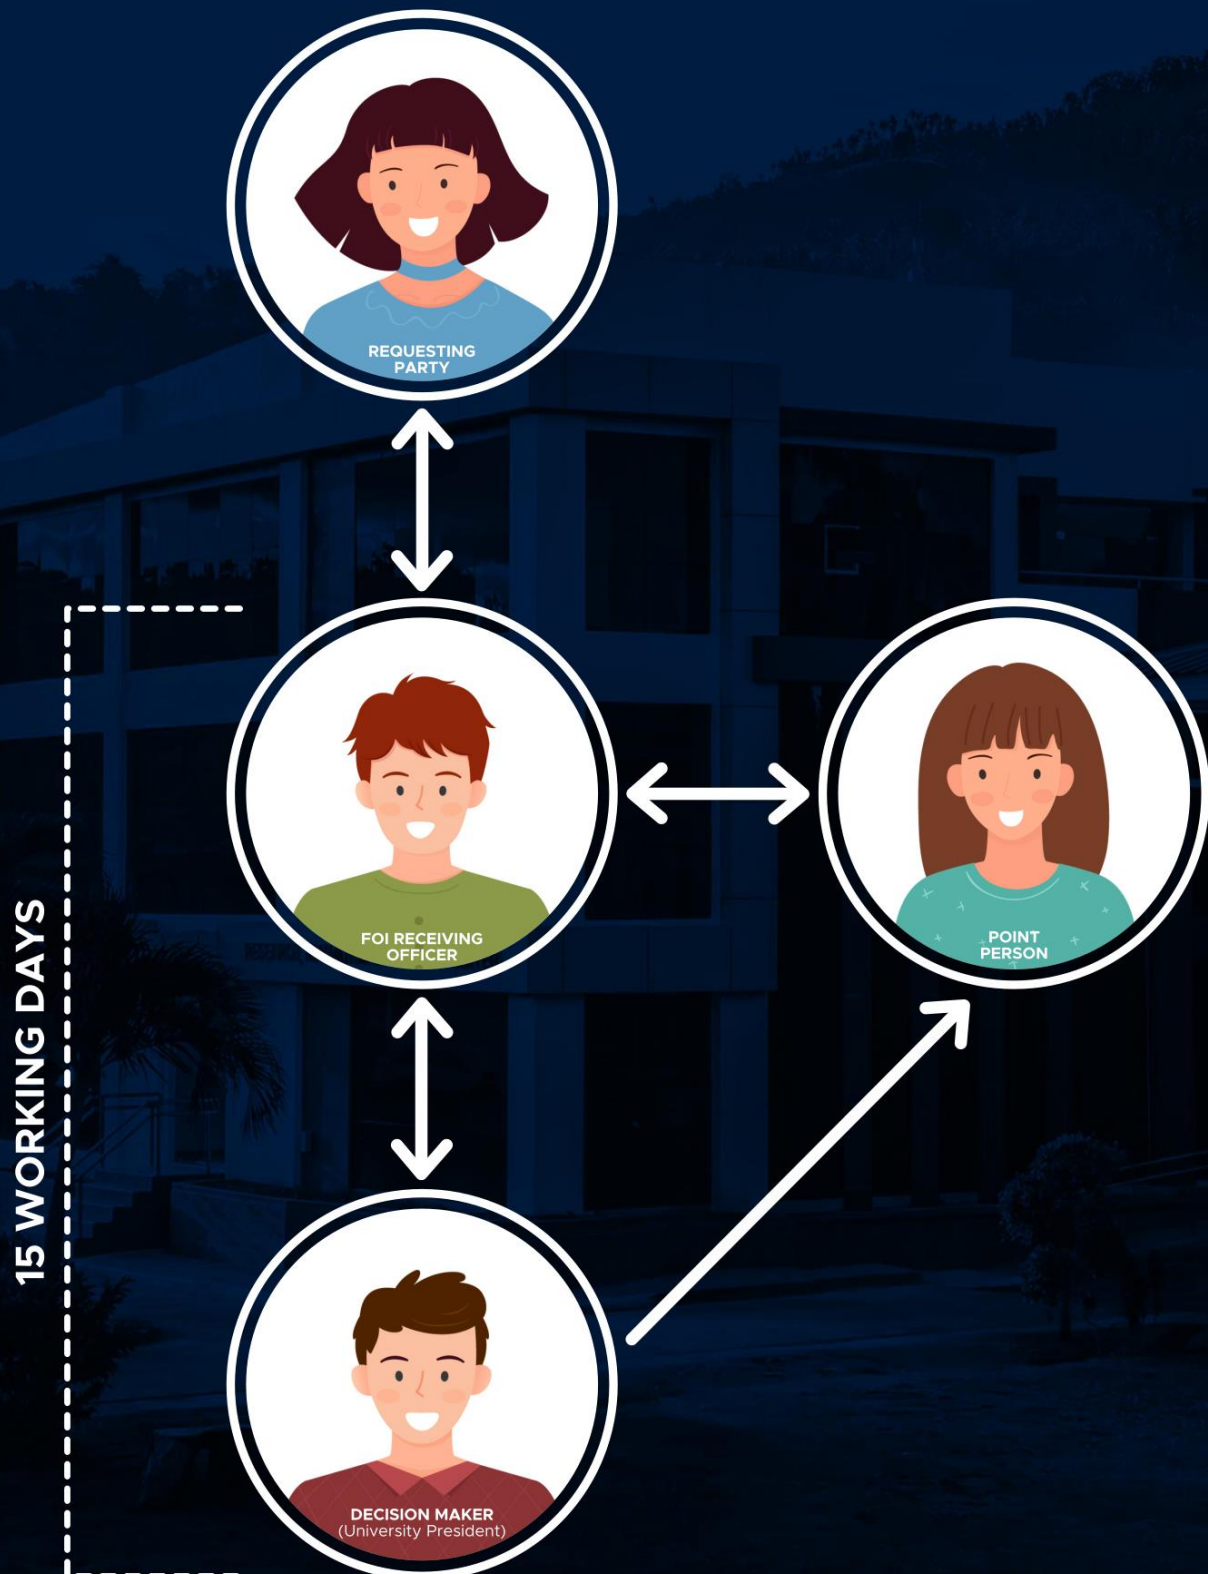 REQUESTING
PARTY
FOI RECEIVING
OFFICER
POINT
PERSON
15 WORKING DAYS
DECISION MAKER
(University President)